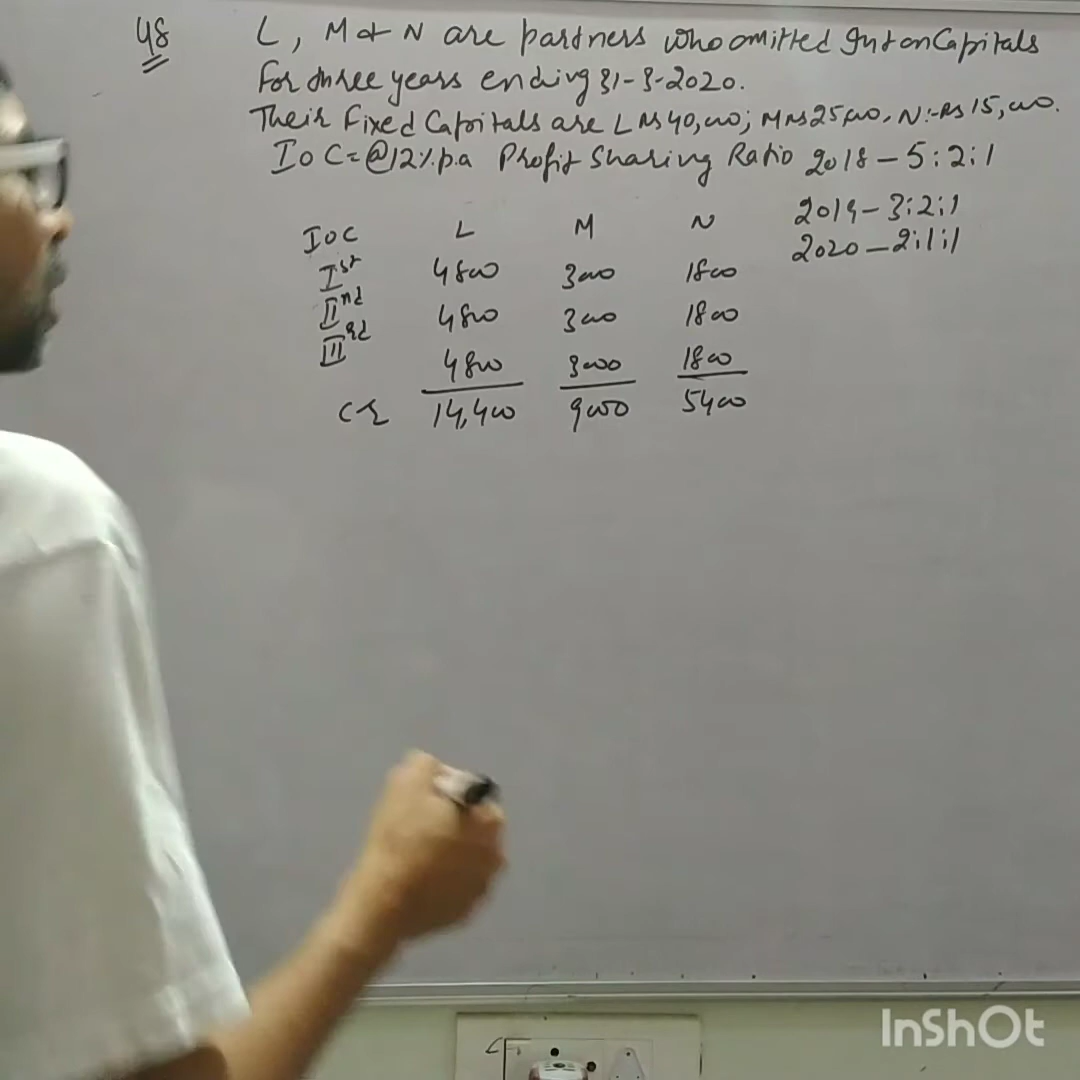 48 L, M & N are partners who omitted Int on Capitals
for three years ending 31-3-2020.
Their Fixed Capitals are L Rs 40,000; M Rs 25000, N:-Rs 15,000.
IOC=@12%.p.a Profit Sharing Ratio 2018 - 5:2:1
2019 - 3:2:1
2020 - 2:1:1
IOC L M N
Ist 4800 3000 1800
IInd 4800 3000 1800
IIIrd 4800 3000 1800
Cr 14,400 9000 5400
InShOt